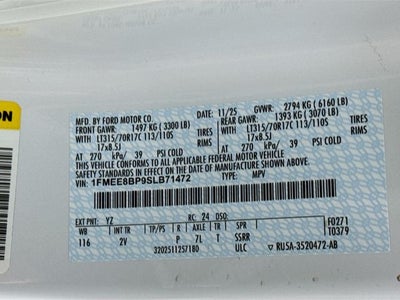 ON
MFD. BY FORD MOTOR CO. 11/25 GVWR: 2794 KG ( 6160 LB)
FRONT GAWR: 1497 KG ( 3300 LB) REAR GAWR: 1393 KG ( 3070 LB)
WITH LT315/70R17C 113/110S TIRES WITH LT315/70R17C 113/110S TIRES
17x8.5J RIMS 17x8.5J RIMS
AT 270 kPa/ 39 PSI COLD AT 270 kPa/ 39 PSI COLD
THIS VEHICLE CONFORMS TO ALL APPLICABLE FEDERAL MOTOR VEHICLE
SAFETY STANDARDS IN EFFECT ON THE DATE OF MANUFACTURE SHOWN ABOVE.
VIN: 1FMEE8BP9SLB71472
TYPE: MPV
EXT PNT: YZ RC: 24 DSO:
WB INT TR TP/PS R AXLE TR SPR F0271
116 2V P 7L T SSRR T0379
3202511257180 ULC RU5A-3520472-AB